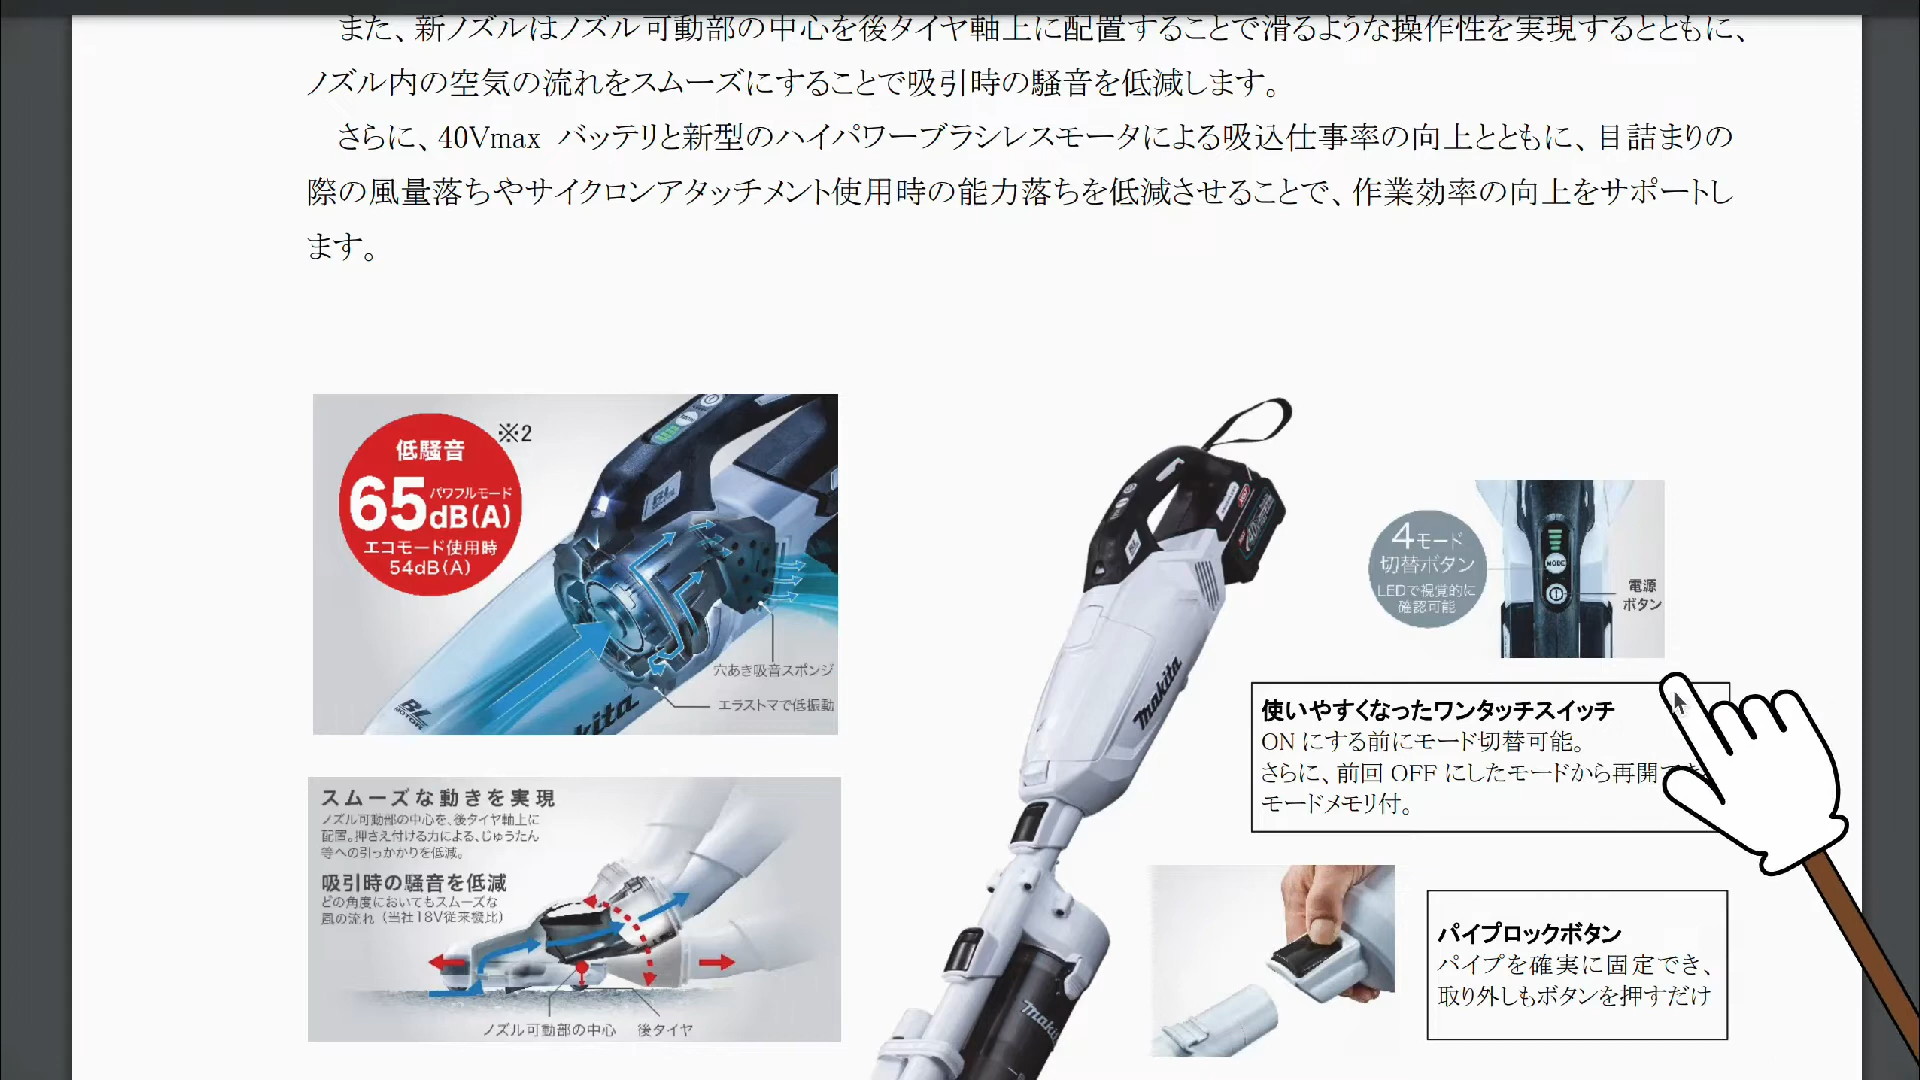 また、新ノズルはノズル可動部の中心を後タイヤ軸上に配置することで滑るような操作性を実現するとともに、
ノズル内の空気の流れをスムーズにすることで吸引時の騒音を低減します。
さらに、40Vmax バッテリと新型のハイパワーブラシレスモータによる吸込仕事率の向上とともに、目詰まりの
際の風量落ちやサイクロンアタッチメント使用時の能力落ちを低減させることで、作業効率の向上をサポートし
ます。
※2
低騒音
パワフルモード
65dB(A)
エコモード使用時
54dB(A)
BL
穴あき吸音スポンジ
エラストマで低振動
BL
MOTOR
kita
スムーズな動きを実現
ノズル可動部の中心を、後タイヤ軸上に
配置。押さえ付ける力による、じゅうたん
等への引っかかりを低減。
吸引時の騒音を低減
どの角度においてもスムーズな
風の流れ（当社18V従来機比）
ノズル可動部の中心 後タイヤ
makita
makita
4モード
切替ボタン
LEDで視覚的に
確認可能
MODE
電源
ボタン
使いやすくなったワンタッチスイッチ
ON にする前にモード切替可能。
さらに、前回 OFF にしたモードから再開
モードメモリ付。
パイプロックボタン
パイプを確実に固定でき、
取り外しもボタンを押すだけ